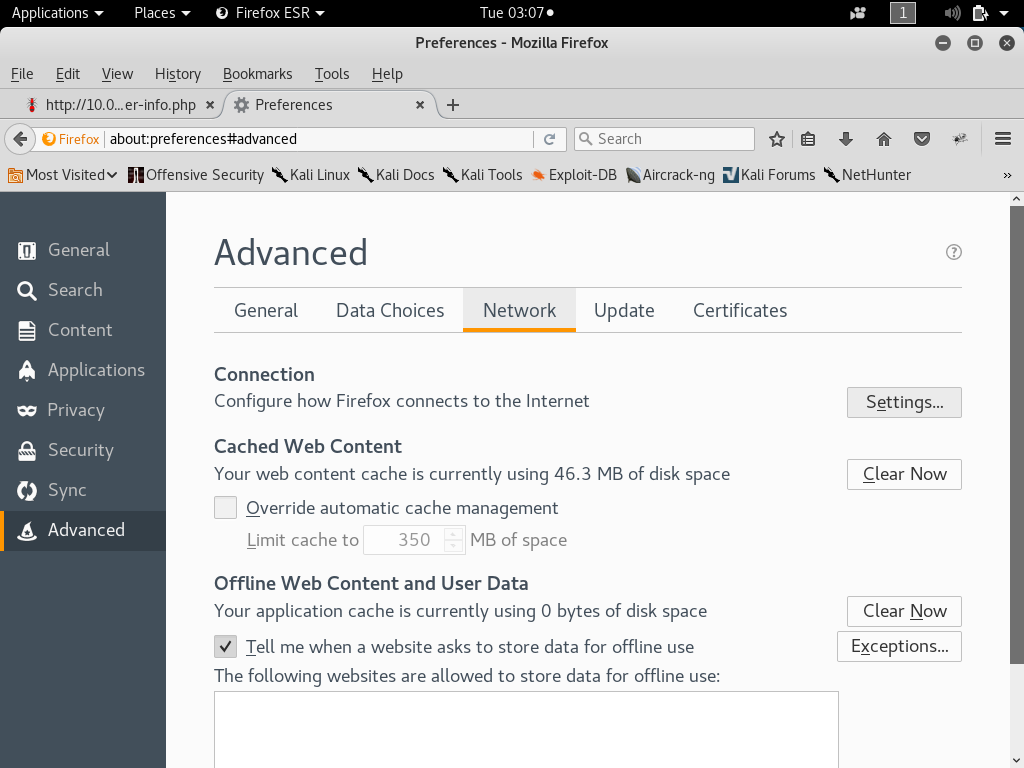 Applications Places Firefox ESR Tue 03:07 1
Preferences - Mozilla Firefox
File Edit View History Bookmarks Tools Help
http://10.0...er-info.php Preferences
Firefox about:preferences#advanced Search
Most Visited Offensive Security Kali Linux Kali Docs Kali Tools Exploit-DB Aircrack-ng Kali Forums NetHunter »
General
Search
Content
Applications
Privacy
Security
Sync
Advanced
Advanced
General Data Choices Network Update Certificates
Connection
Configure how Firefox connects to the Internet Settings...
Cached Web Content
Your web content cache is currently using 46.3 MB of disk space Clear Now
Override automatic cache management
Limit cache to 350 MB of space
Offline Web Content and User Data
Your application cache is currently using 0 bytes of disk space Clear Now
Tell me when a website asks to store data for offline use Exceptions...
The following websites are allowed to store data for offline use: